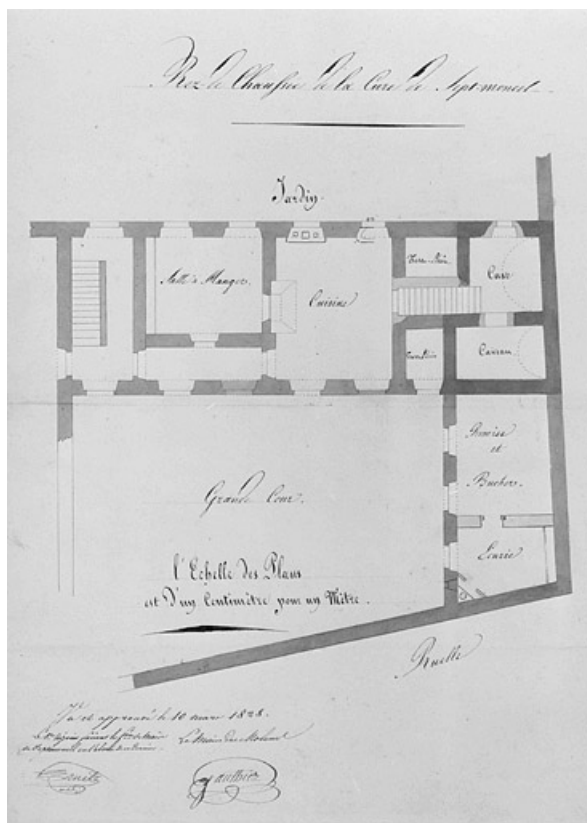 Rez de Chaussée de la Cure de Sept-moncel
Jardin.
Salle à Manger.
Cuisine
Cave
Caveau
Remise
et
Bucher.
Ecurie
Grande Cour.
l'Echelle des Plans
est d'un Centimètre pour un Mètre.
Ruelle
Vu et approuvé le 10 mars 1828.
Gauthier